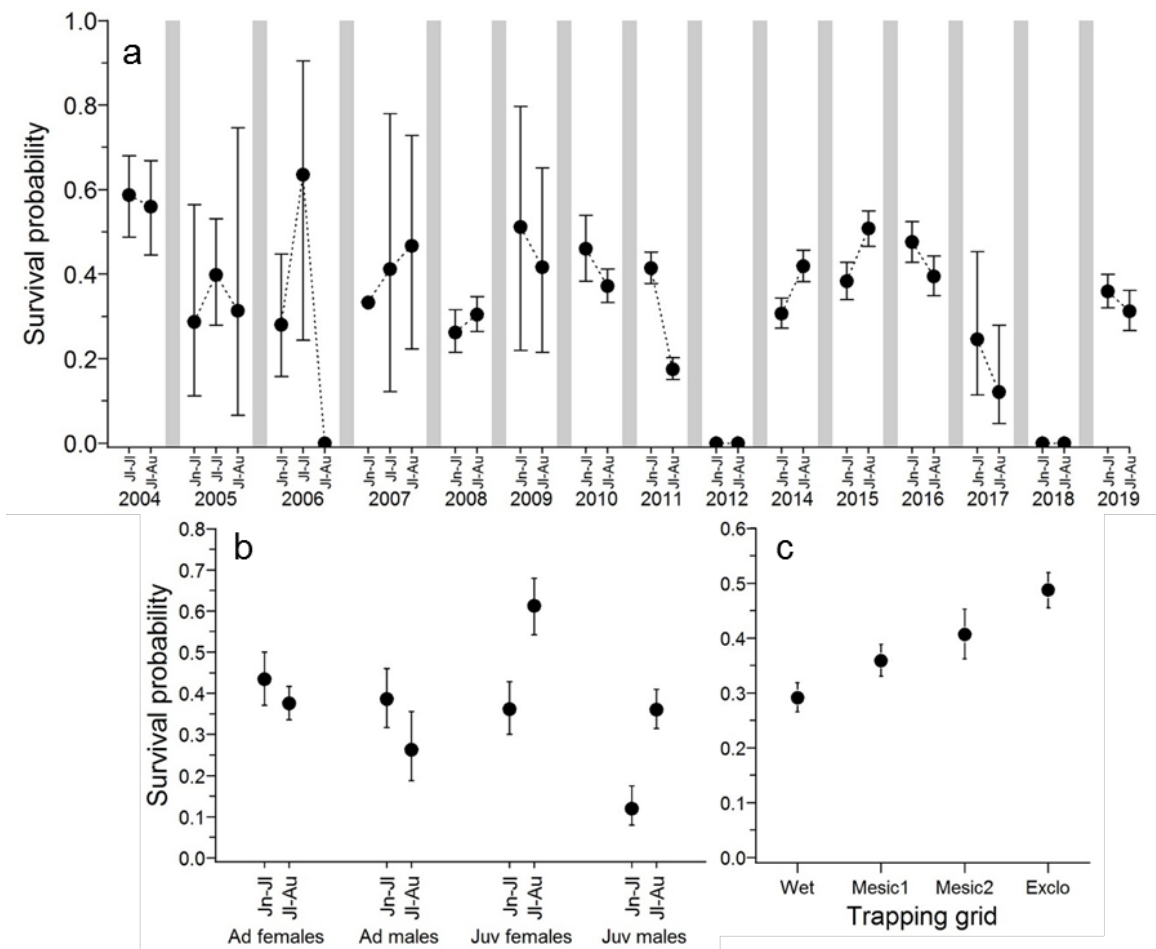 a
Survival probability
1.0
0.8
0.6
0.4
0.2
0.0
Jl-Jl Jl-Au Jn-Jl Jl-Jl Jl-Au Jn-Jl Jl-Jl Jl-Au Jn-Jl Jl-Jl Jl-Au Jn-Jl Jl-Au Jn-Jl Jl-Au Jn-Jl Jl-Au Jn-Jl Jl-Au Jn-Jl Jl-Au Jn-Jl Jl-Au Jn-Jl Jl-Au Jn-Jl Jl-Au Jn-Jl Jl-Au Jn-Jl Jl-Au Jn-Jl Jl-Au
2004 2005 2006 2007 2008 2009 2010 2011 2012 2014 2015 2016 2017 2018 2019
b
Survival probability
0.8
0.7
0.6
0.5
0.4
0.3
0.2
0.1
0.0
Jn-Jl Jl-Au Jn-Jl Jl-Au Jn-Jl Jl-Au Jn-Jl Jl-Au
Ad females Ad males Juv females Juv males
c
0.6
0.5
0.4
0.3
0.2
0.1
0.0
Wet Mesic1 Mesic2 Exclo
Trapping grid